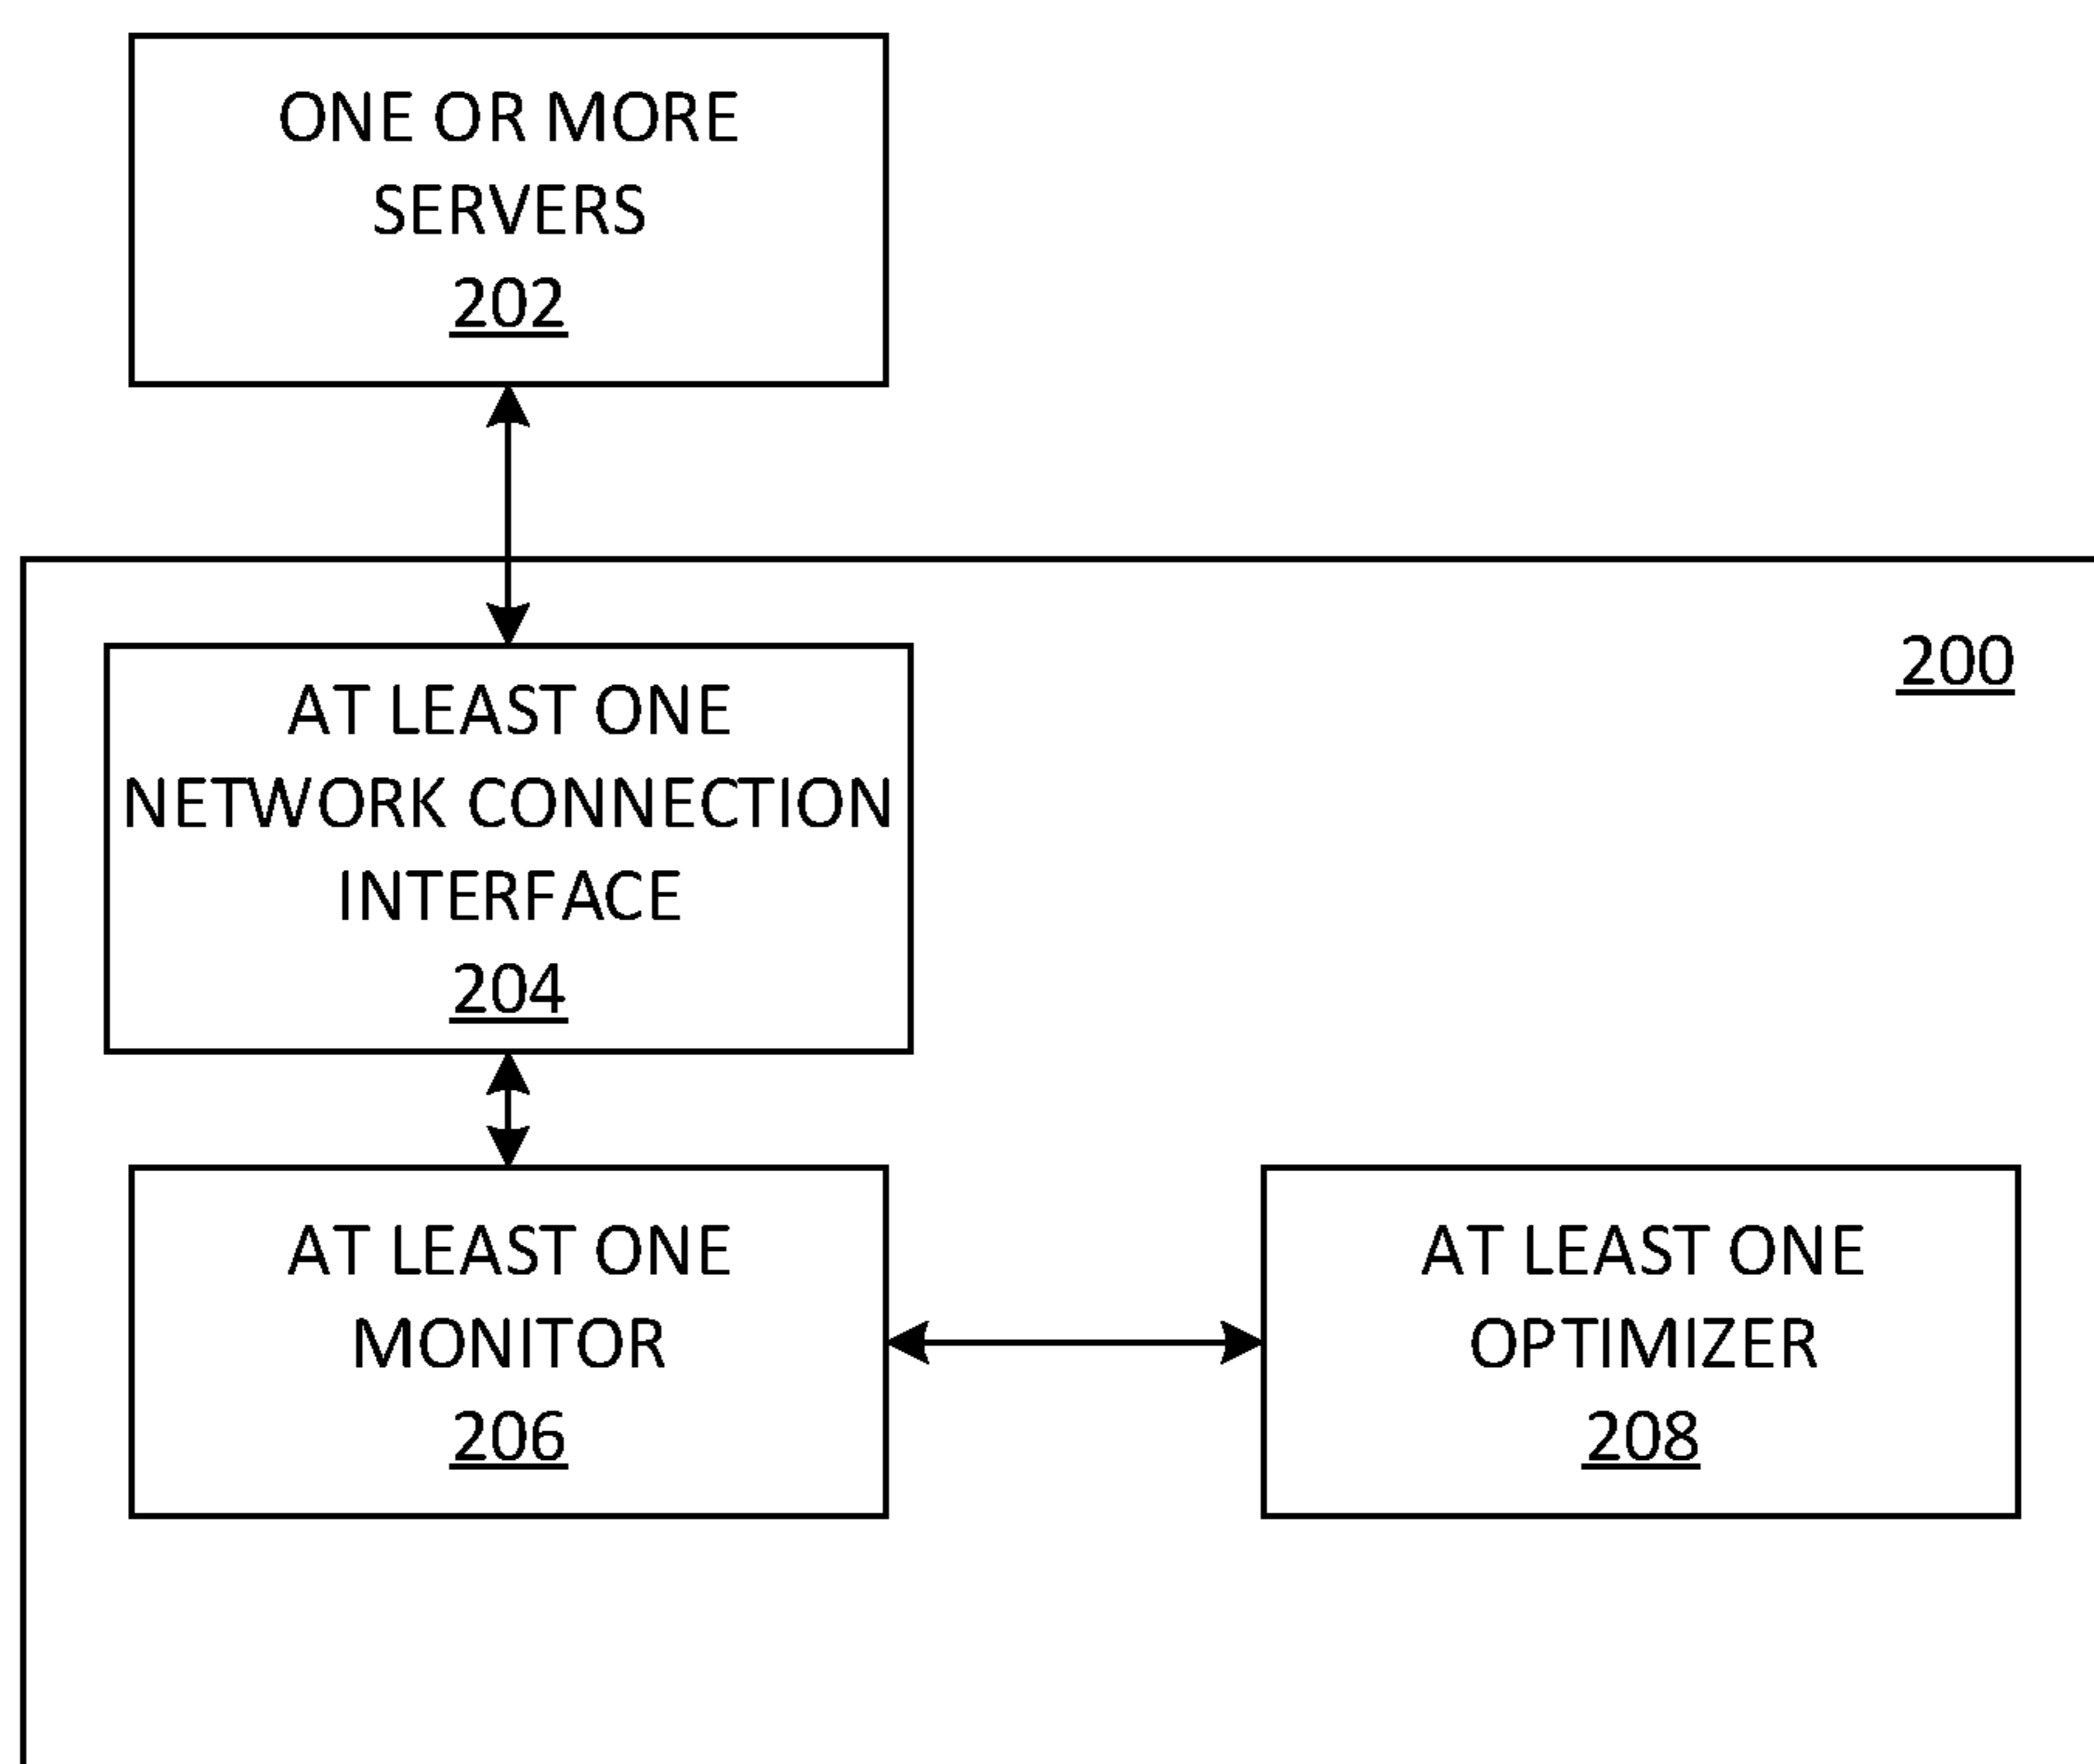 ONE OR MORE
SERVERS
202
200
AT LEAST ONE
NETWORK CONNECTION
INTERFACE
204
AT LEAST ONE
MONITOR
206
AT LEAST ONE
OPTIMIZER
208